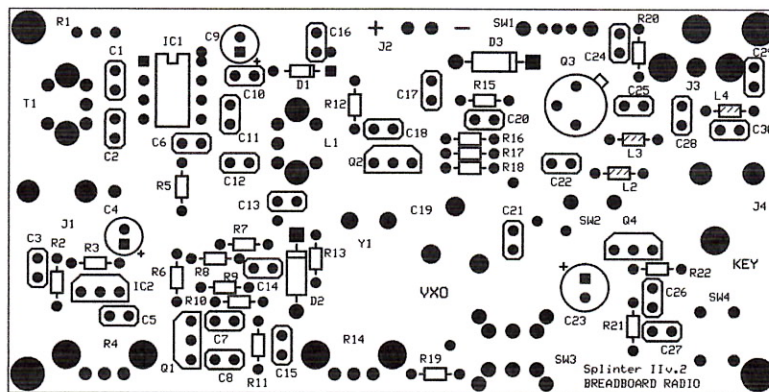 R1
C1
IC1
C9
C16
+ J2 −
SW1
D3
Q3
C24
R20
C29
T1
C10
D1
R12
C17
R15
C25
J3
L4
C2
C6
C11
L1
C18
C20
R16
R17
R18
C28
C30
L3
Q2
R5
C12
C22
L2
C13
J1
C4
+
R7
Y1
C19
C21
SW2
Q4
J4
C3
R2
R3
R8
R13
R6
R9
C14
IC2
R10
D2
VXO
+
R22
KEY
C5
C7
C23
C26
SW4
R21
R4
Q1
C8
R11
C15
R14
R19
SW3
C27
Splinter IIv.2
BREADBOARD RADIO